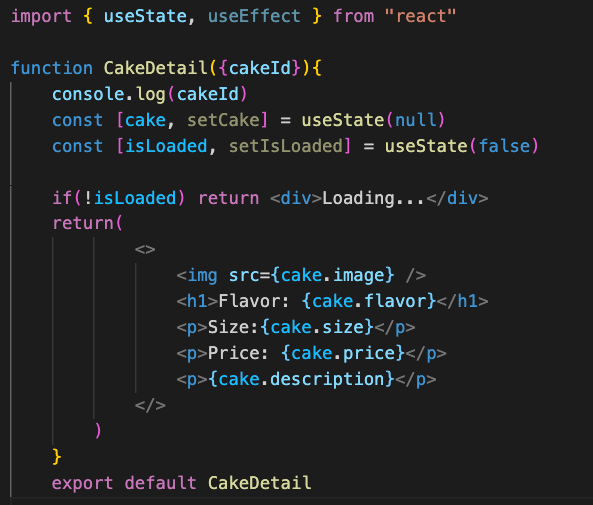 import { useState, useEffect } from "react"
function CakeDetail({cakeId}){
console.log(cakeId)
const [cake, setCake] = useState(null)
const [isLoaded, setIsLoaded] = useState(false)
if(!isLoaded) return <div>Loading...</div>
return(
<>
<img src={cake.image} />
<h1>Flavor: {cake.flavor}</h1>
<p>Size:{cake.size}</p>
<p>Price: {cake.price}</p>
<p>{cake.description}</p>
</>
)
}
export default CakeDetail